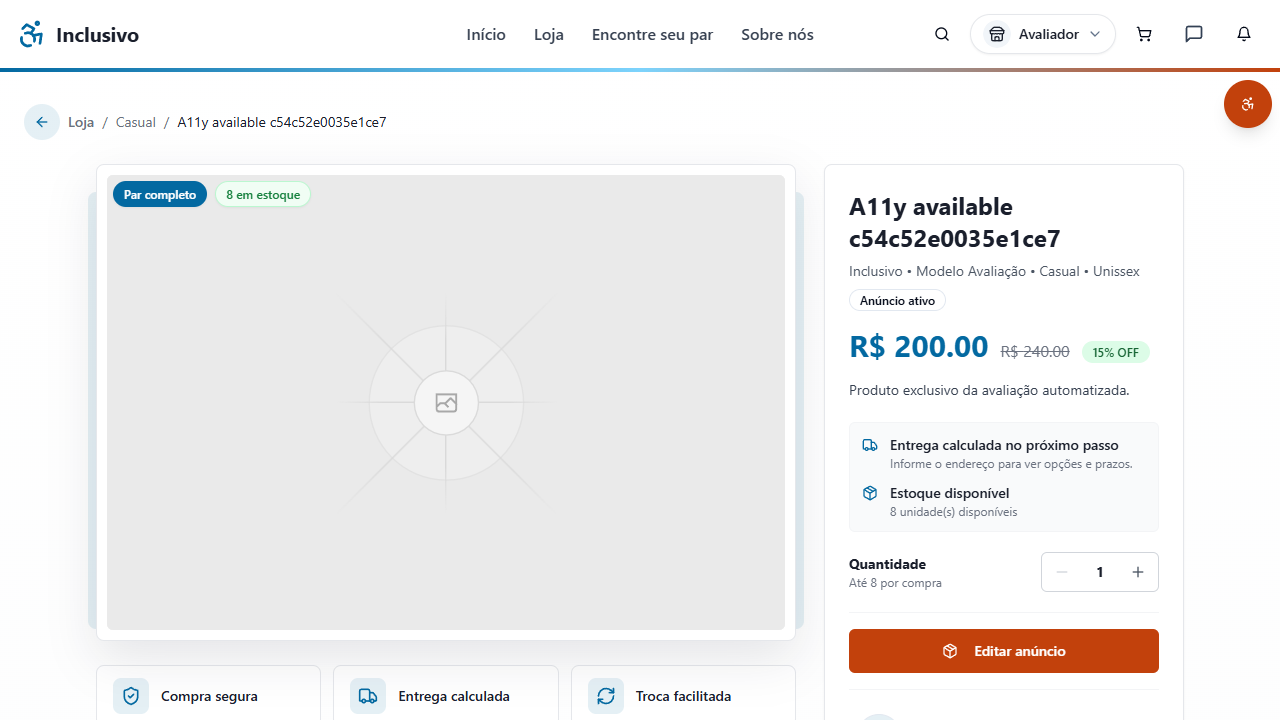 Inclusivo
Início
Loja
Encontre seu par
Sobre nós
Avaliador
Loja / Casual / A11y available c54c52e0035e1ce7
Par completo
8 em estoque
A11y available
c54c52e0035e1ce7
Inclusivo • Modelo Avaliação • Casual • Unissex
Anúncio ativo
R$ 200.00 R$ 240.00 15% OFF
Produto exclusivo da avaliação automatizada.
Entrega calculada no próximo passo
Informe o endereço para ver opções e prazos.
Estoque disponível
8 unidade(s) disponíveis
Quantidade
Até 8 por compra
1
Editar anúncio
Compra segura
Entrega calculada
Troca facilitada